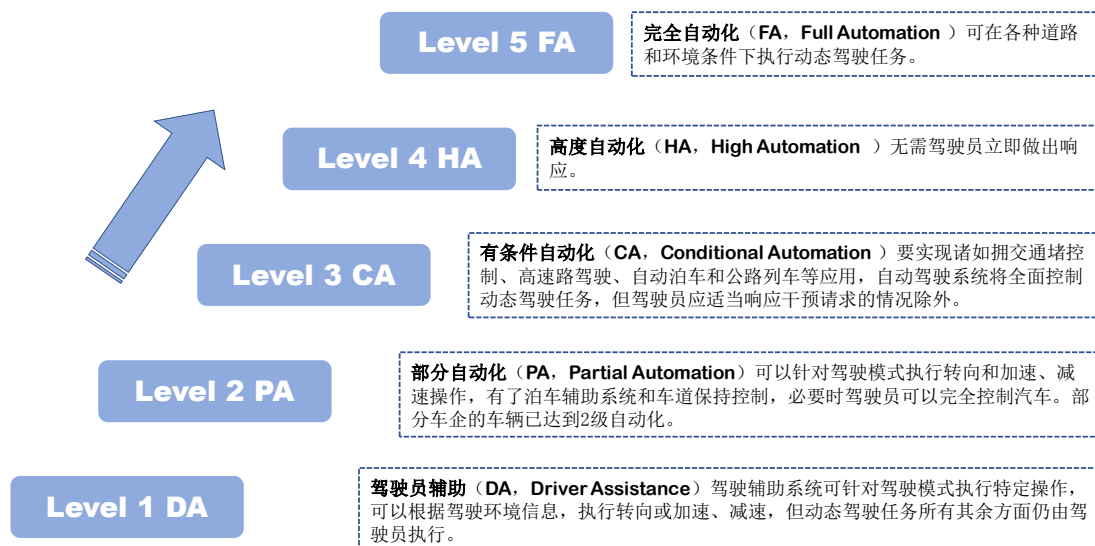 Level 5 FA
完全自动化（FA，Full Automation ）可在各种道路
和环境条件下执行动态驾驶任务。
Level 4 HA
高度自动化（HA，High Automation ）无需驾驶员立即做出响
应。
Level 3 CA
有条件自动化（CA，Conditional Automation ）要实现诸如拥交通堵控
制、高速路驾驶、自动泊车和公路列车等应用，自动驾驶系统将全面控制
动态驾驶任务，但驾驶员应适当响应干预请求的情况除外。
Level 2 PA
部分自动化（PA，Partial Automation）可以针对驾驶模式执行转向和加速、减
速操作，有了泊车辅助系统和车道保持控制，必要时驾驶员可以完全控制汽车。部
分车企的车辆已达到2级自动化。
Level 1 DA
驾驶员辅助（DA，Driver Assistance）驾驶辅助系统可针对驾驶模式执行特定操作，
可以根据驾驶环境信息，执行转向或加速、减速，但动态驾驶任务所有其余方面仍由驾
驶员执行。